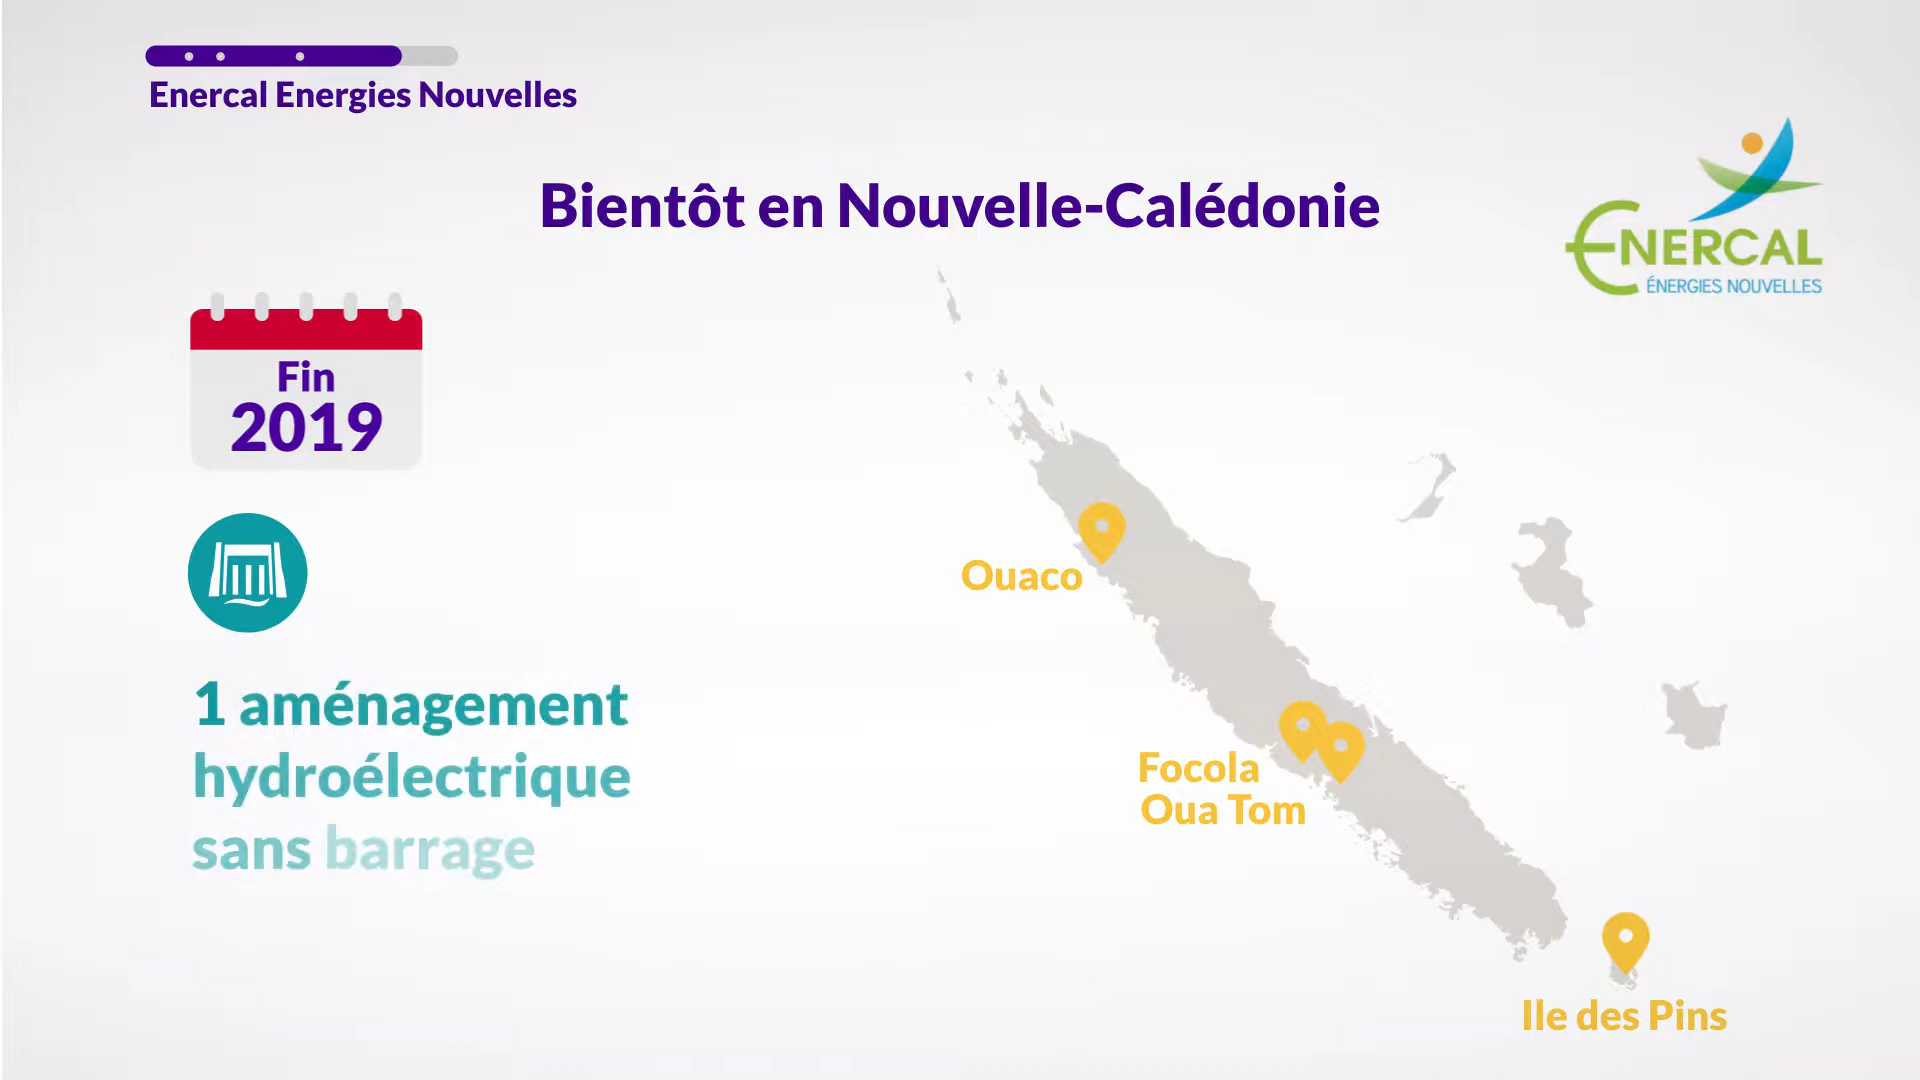 Enercal Energies Nouvelles
Bientôt en Nouvelle-Calédonie
ENERCAL
ÉNERGIES NOUVELLES
Fin
2019
1 aménagement
hydroélectrique
sans barrage
Ouaco
Focola
Oua Tom
Ile des Pins